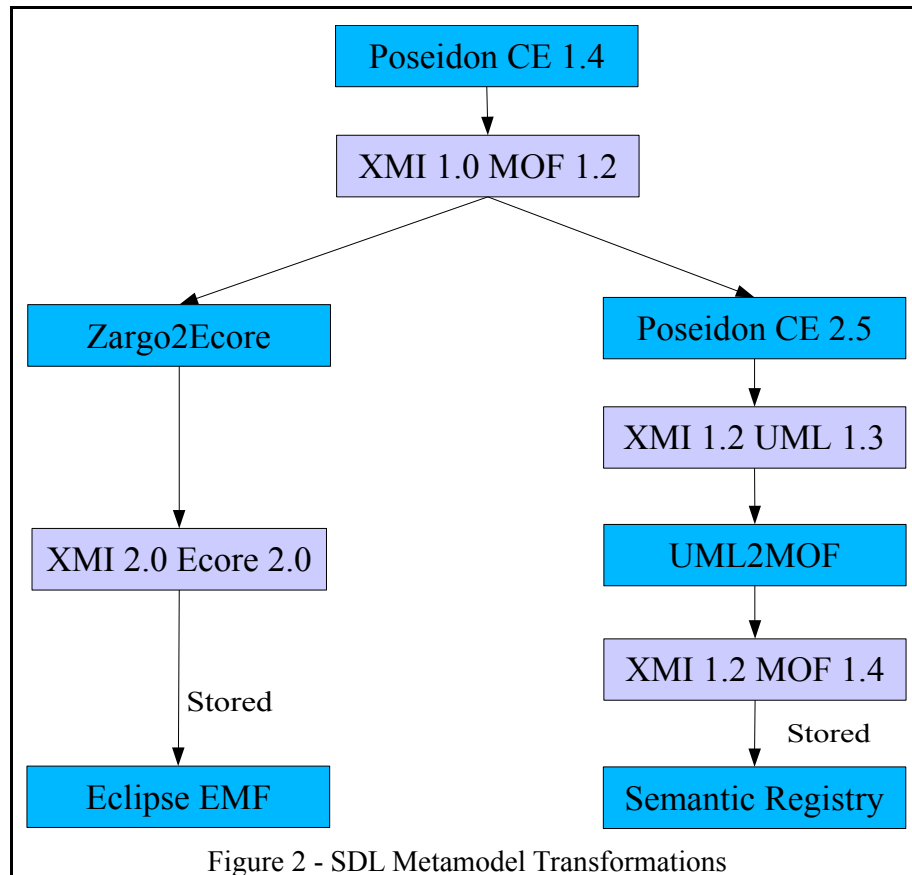 Poseidon CE 1.4
XMI 1.0 MOF 1.2
Zargo2Ecore
Poseidon CE 2.5
XMI 1.2 UML 1.3
XMI 2.0 Ecore 2.0
UML2MOF
XMI 1.2 MOF 1.4
Stored
Stored
Eclipse EMF
Semantic Registry
Figure 2 - SDL Metamodel Transformations